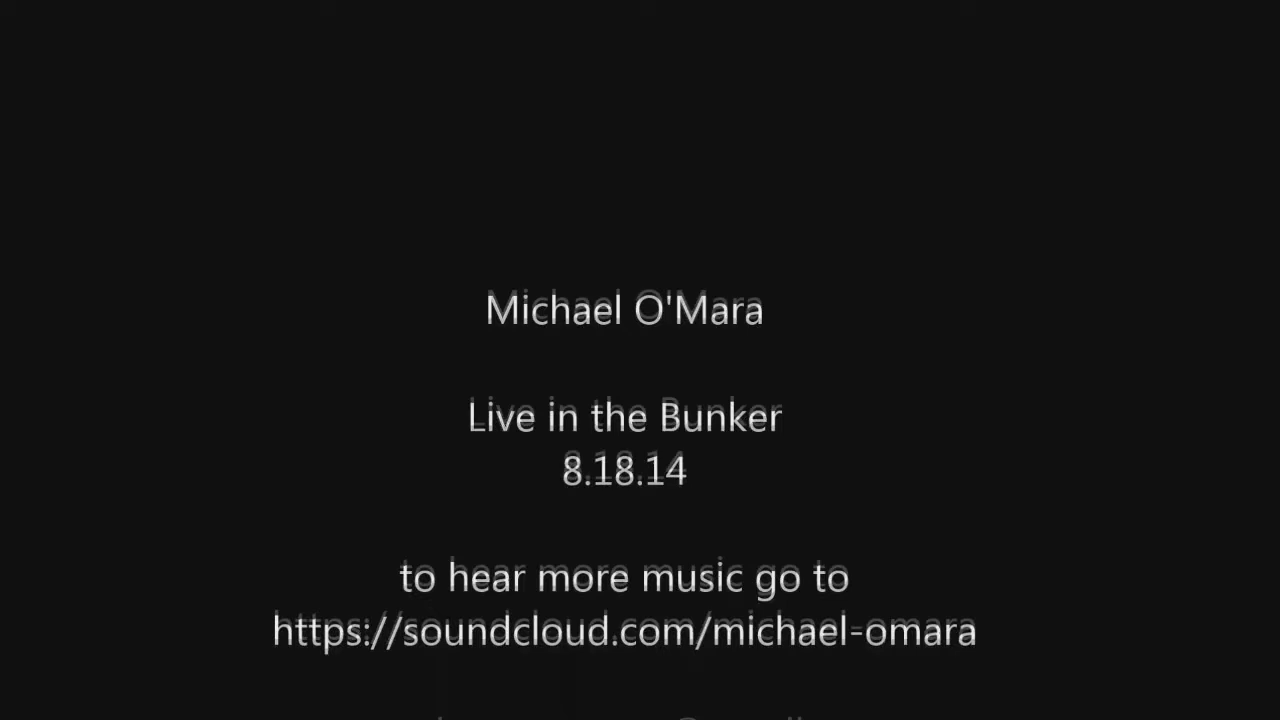 Michael O'Mara
Live in the Bunker
8.18.14
to hear more music go to
https://soundcloud.com/michael-omara